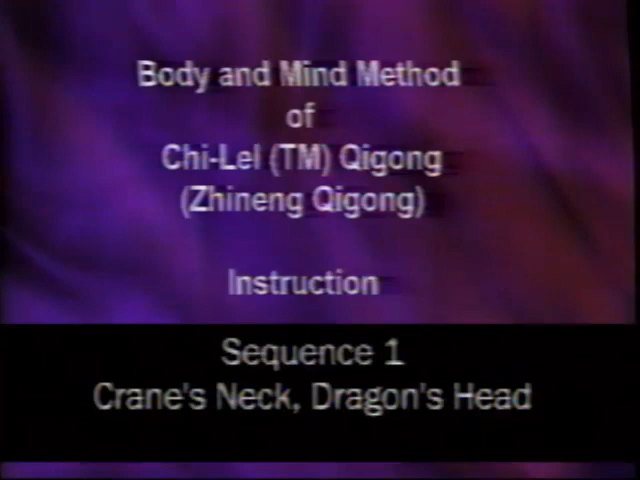 Body and Mind Method
of
Chi-Lel (TM) Qigong
(Zhineng Qigong)
Instruction
Sequence 1
Crane's Neck, Dragon's Head